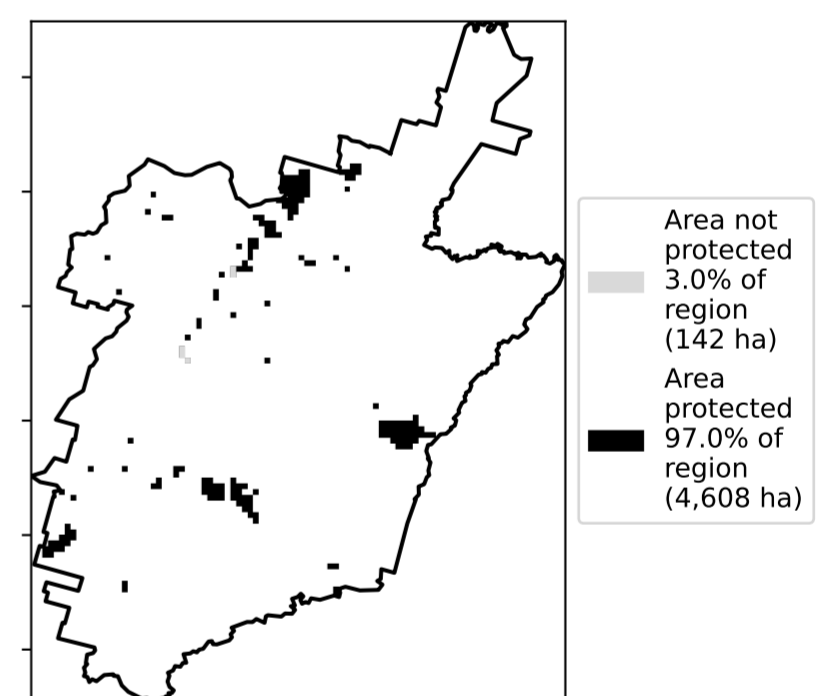 Area not
protected
3.0% of
region
(142 ha)
Area
protected
97.0% of
region
(4,608 ha)